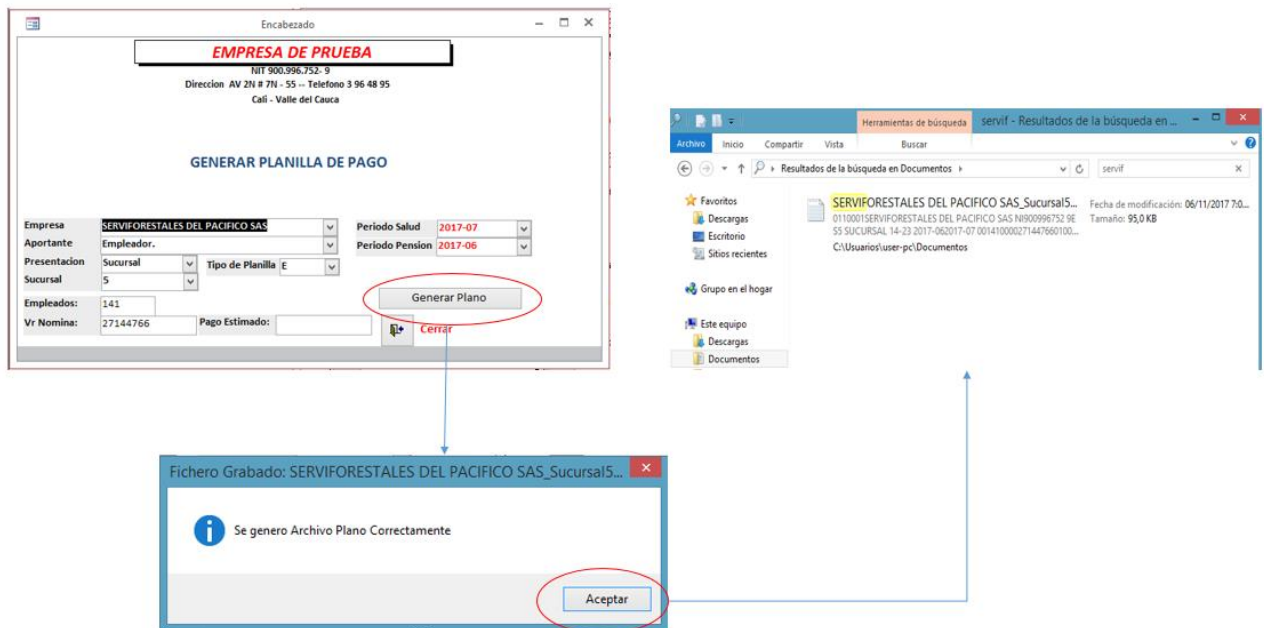 Encabezado
EMPRESA DE PRUEBA
NIT 900.996.752- 9
Direccion AV 2N # 7N - 55 -- Telefono 3 96 48 95
Cali - Valle del Cauca
GENERAR PLANILLA DE PAGO
Empresa SERVIFORESTALES DEL PACIFICO SAS Periodo Salud 2017-07
Aportante Empleador. Periodo Pension 2017-06
Presentacion Sucursal Tipo de Planilla E
Sucursal 5
Empleados: 141 Generar Plano
Vr Nomina: 27144766 Pago Estimado: Cerrar
Herramientas de búsqueda servif - Resultados de la búsqueda en ...
Archivo Inicio Compartir Vista Buscar
Resultados de la búsqueda en Documentos servif
Favoritos
Descargas
Escritorio
Sitios recientes
Grupo en el hogar
Este equipo
Descargas
Documentos
SERVIFORESTALES DEL PACIFICO SAS_Sucursal5... Fecha de modificación: 06/11/2017 7:0...
0110001SERVIFORESTALES DEL PACIFICO SAS NI900996752 9E Tamaño: 95,0 KB
S5 SUCURSAL 14-23 2017-062017-07 001410000271447660100...
C:\Usuarios\user-pc\Documentos
Fichero Grabado: SERVIFORESTALES DEL PACIFICO SAS_Sucursal5...
Se genero Archivo Plano Correctamente
Aceptar